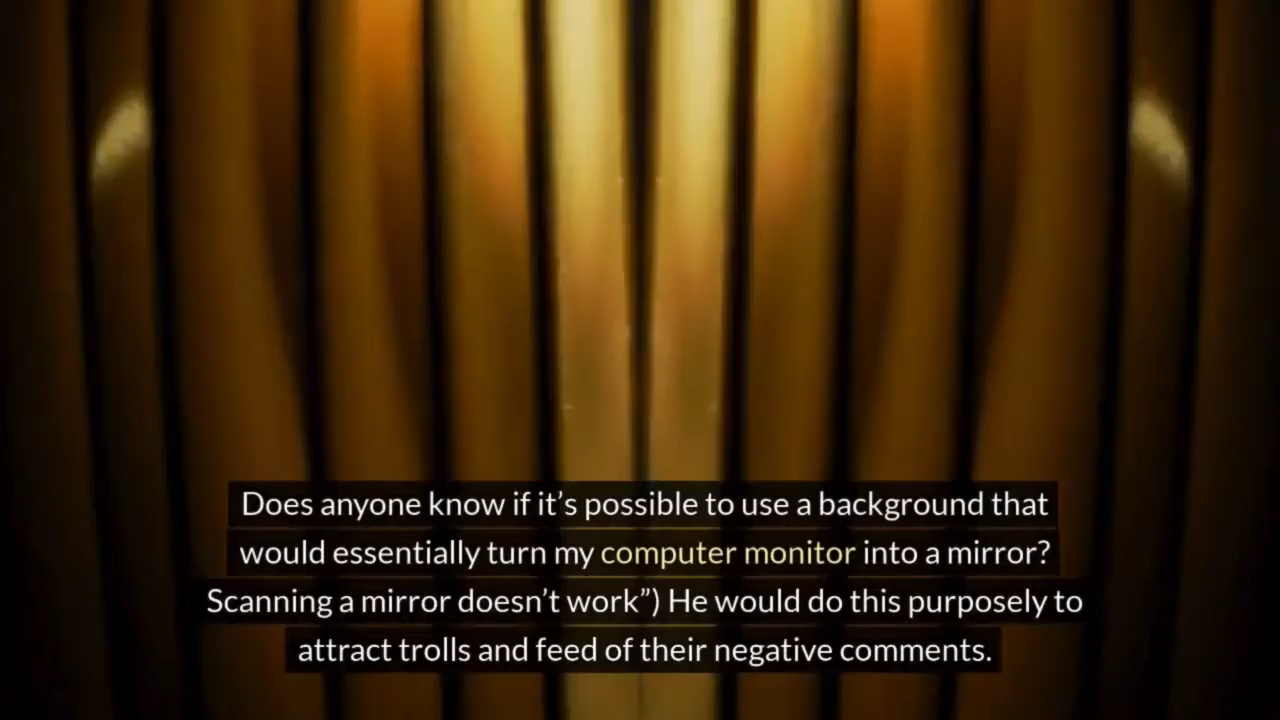 Does anyone know if it’s possible to use a background that
would essentially turn my computer monitor into a mirror?
Scanning a mirror doesn’t work”) He would do this purposely to
attract trolls and feed of their negative comments.